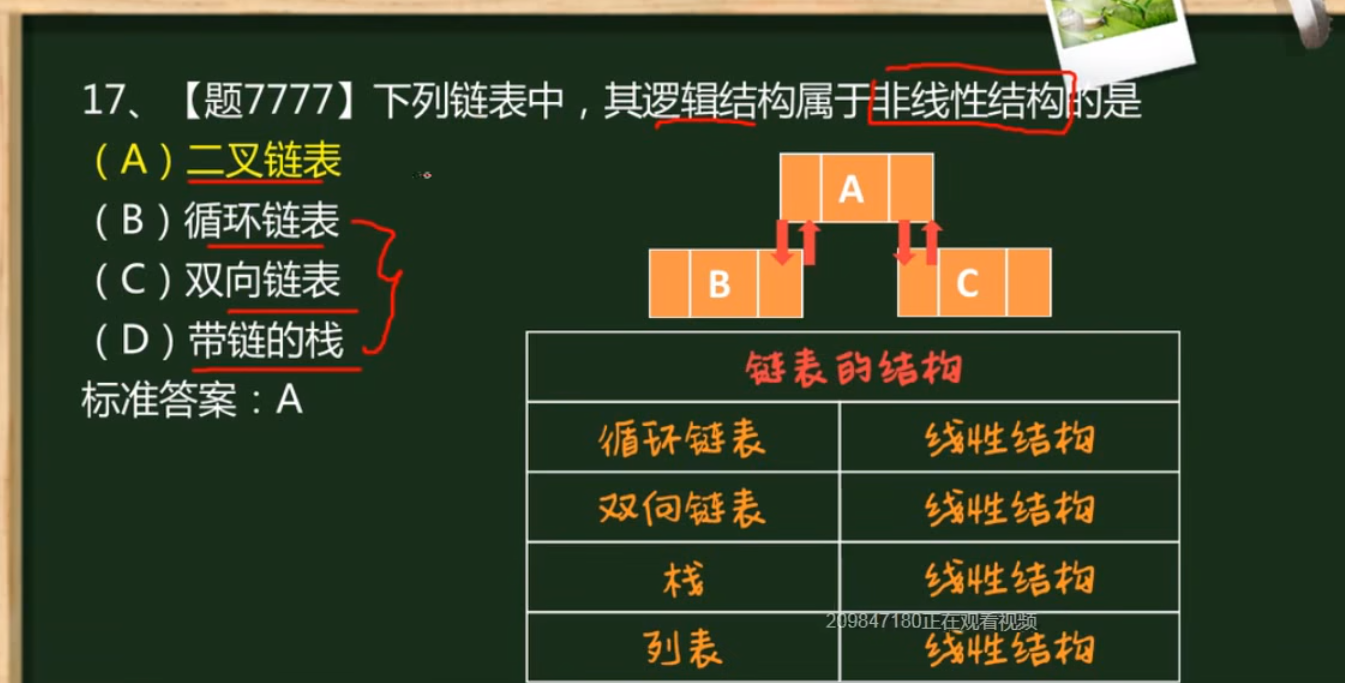 17、【题7777】下列链表中，其逻辑结构属于非线性结构的是
（A）二叉链表
（B）循环链表
（C）双向链表
（D）带链的栈
标准答案：A
A
B
C
链表的结构
循环链表 线性结构
双向链表 线性结构
栈 线性结构
209847180正在观看视频
列表 线性结构